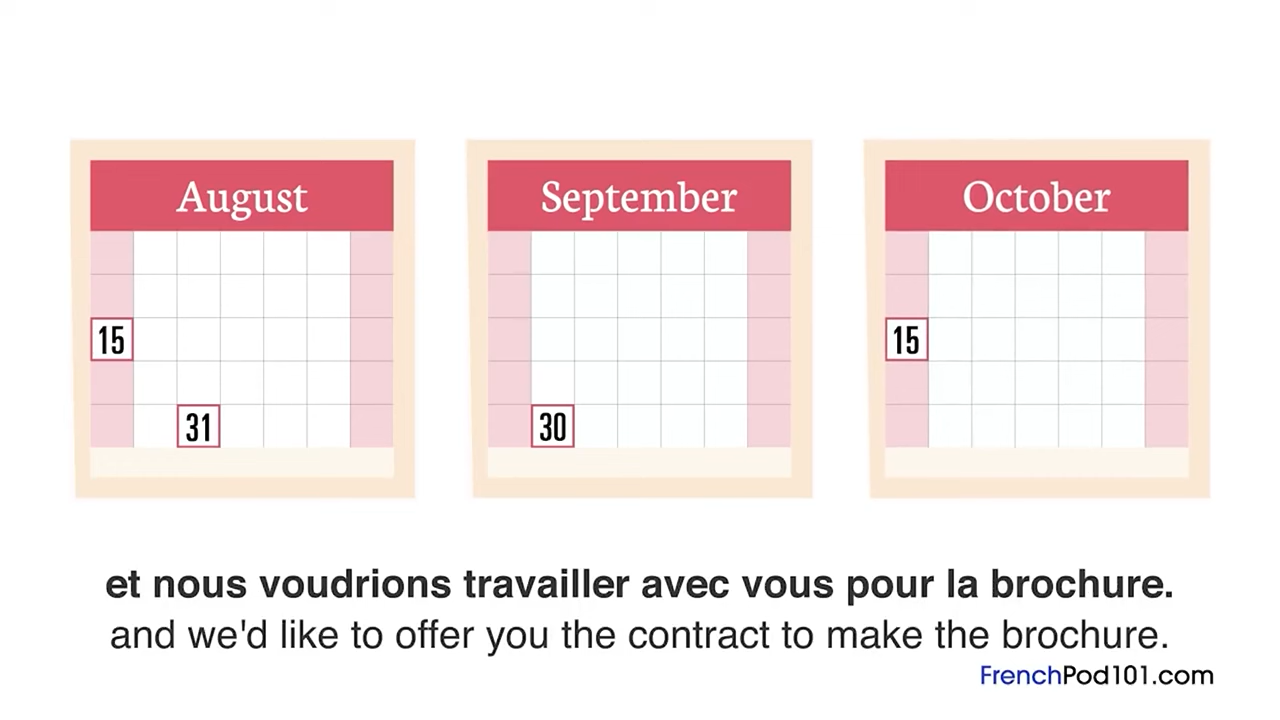 August
September
October
15
15
31
30
et nous voudrions travailler avec vous pour la brochure.
and we'd like to offer you the contract to make the brochure.
FrenchPod101.com